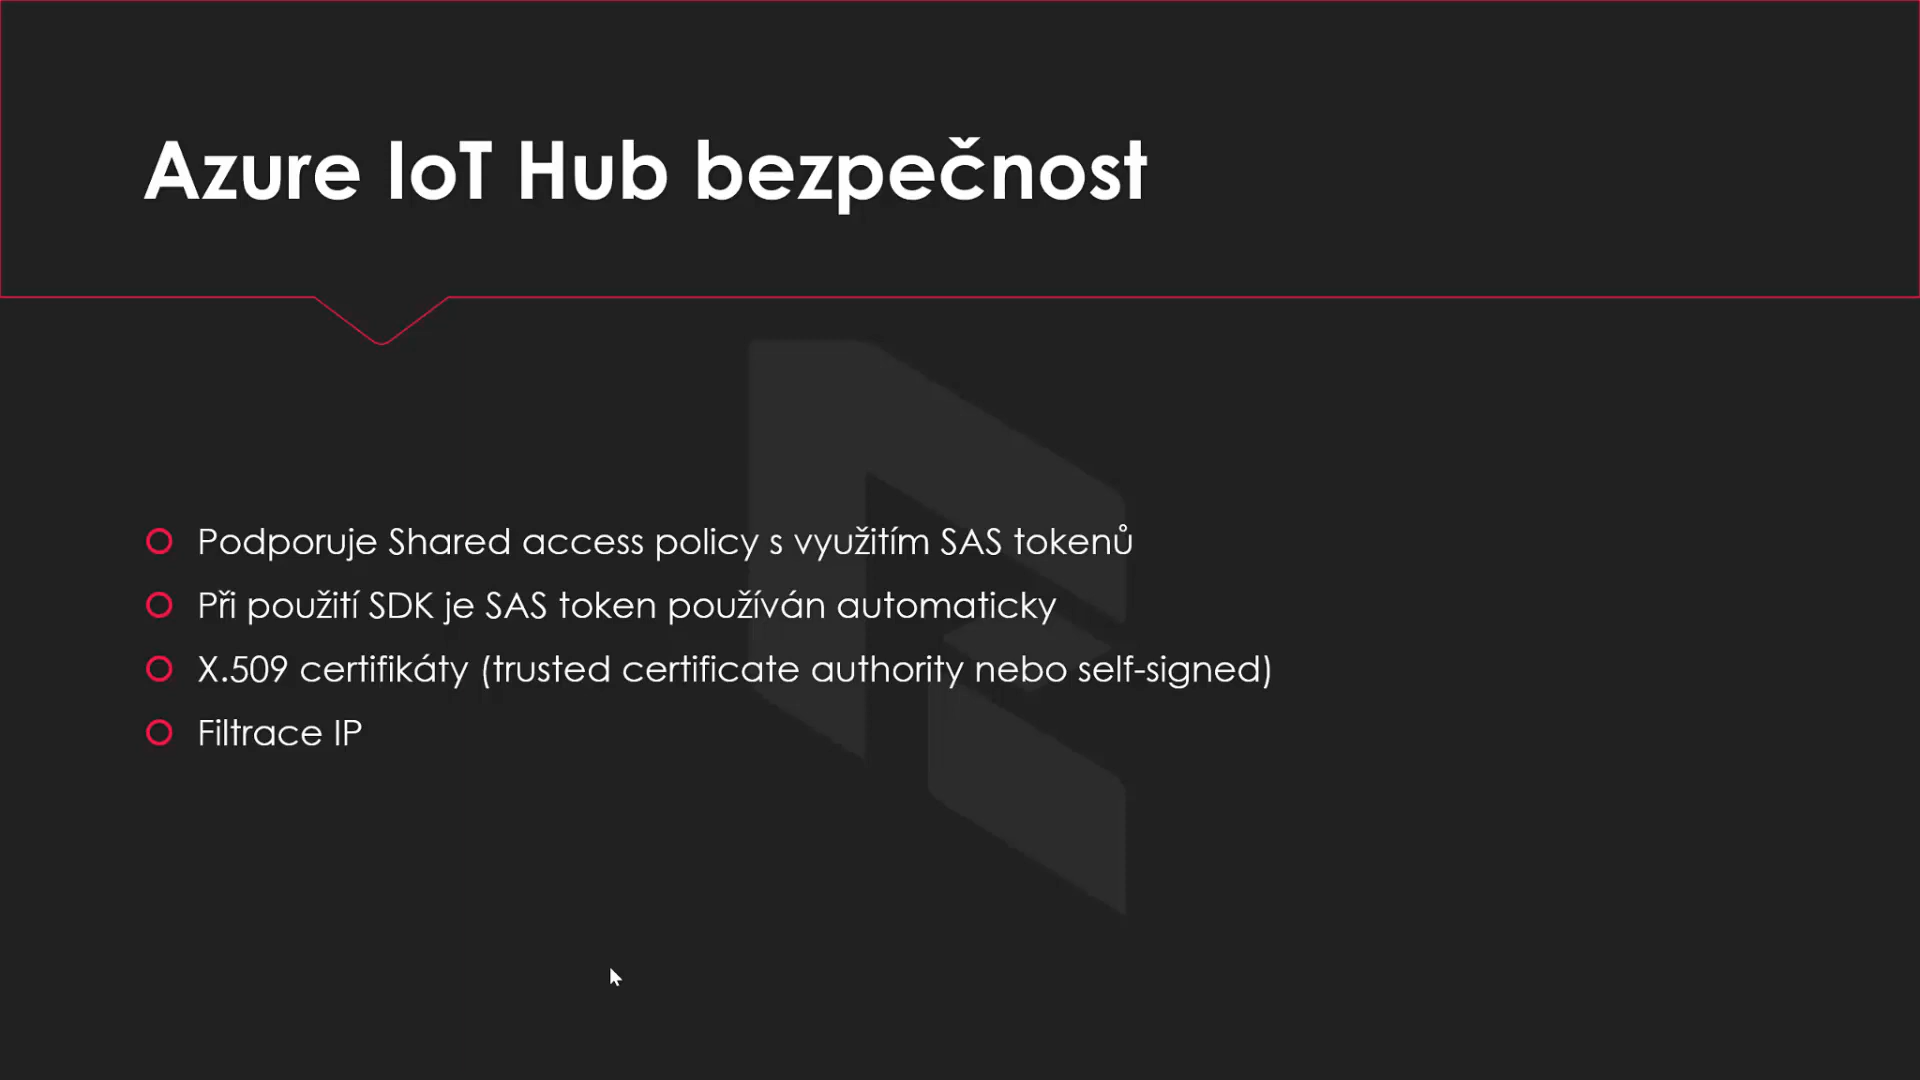 Azure IoT Hub bezpečnost
Podporuje Shared access policy s využitím SAS tokenů
Při použití SDK je SAS token používán automaticky
X.509 certifikáty (trusted certificate authority nebo self-signed)
Filtrace IP